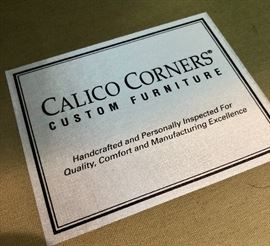 CALICO CORNERS®
CUSTOM FURNITURE
Handcrafted and Personally Inspected For
Quality, Comfort and Manufacturing Excellence